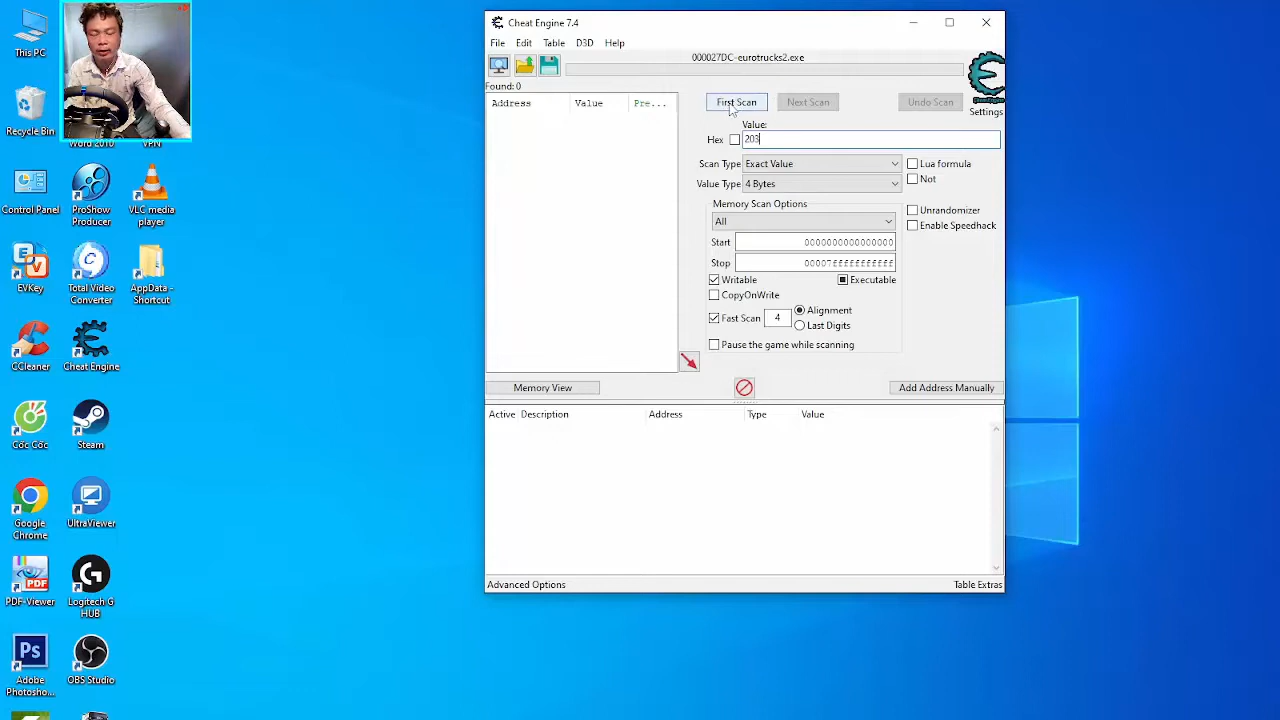 This PC
Recycle Bin
Word 2010
VPN
Control Panel
ProShow
Producer
VLC media
player
EVKey
Total Video
Converter
AppData -
Shortcut
CCleaner
Cheat Engine
Cốc Cốc
Steam
Google
Chrome
UltraViewer
PDF-Viewer
Logitech G
HUB
Adobe
Photosho...
OBS Studio
Cheat Engine 7.4
File Edit Table D3D Help
000027DC-eurotrucks2.exe
Found: 0
Address Value Pre...
First Scan Next Scan Undo Scan
Settings
Value:
Hex 203
Scan Type Exact Value
Lua formula
Value Type 4 Bytes
Not
Memory Scan Options
All
Unrandomizer
Enable Speedhack
Start 0000000000000000
Stop 00007fffffffffff
Writable Executable
CopyOnWrite
Fast Scan 4 Alignment
Last Digits
Pause the game while scanning
Memory View
Add Address Manually
Active Description Address Type Value
Advanced Options
Table Extras